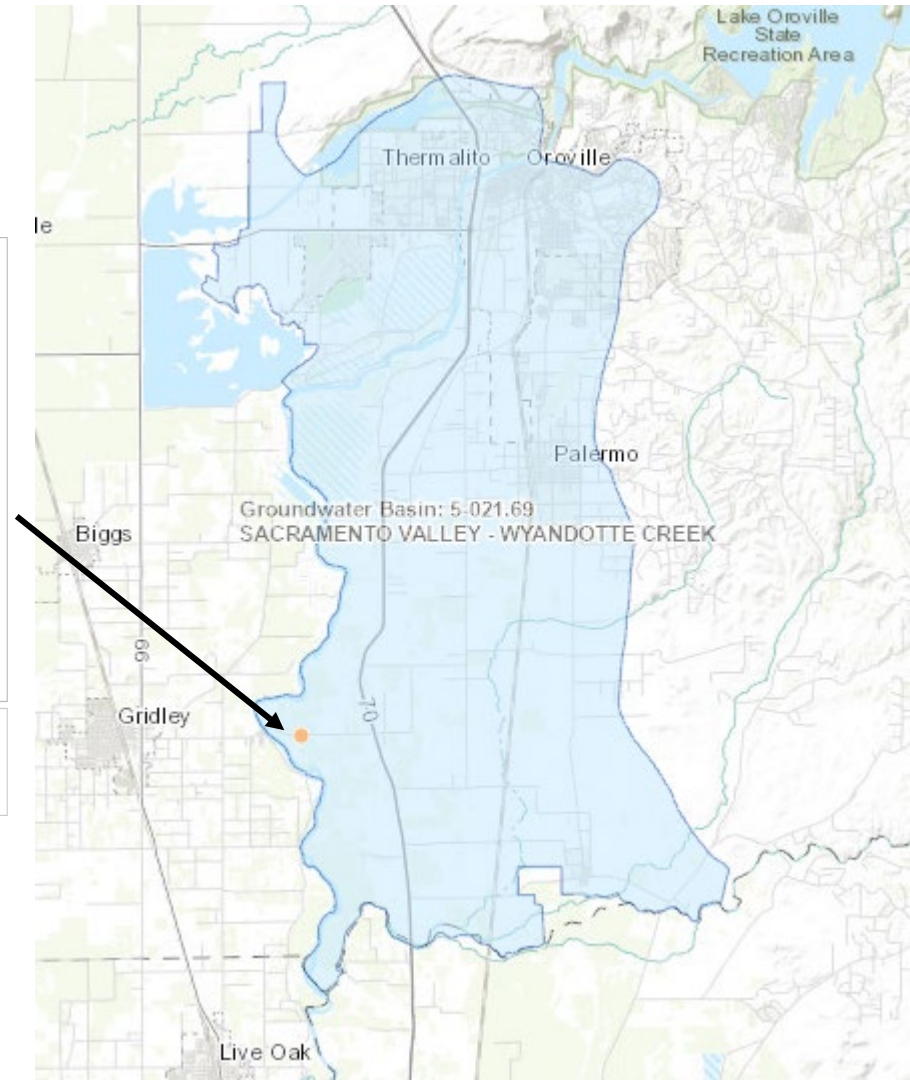 Lake Oroville
State
Recreation Area
Thermalito
Oroville
le
Palermo
Groundwater Basin: 5-021.69
SACRAMENTO VALLEY - WYANDOTTE CREEK
Biggs
99
Gridley
70
Live Oak